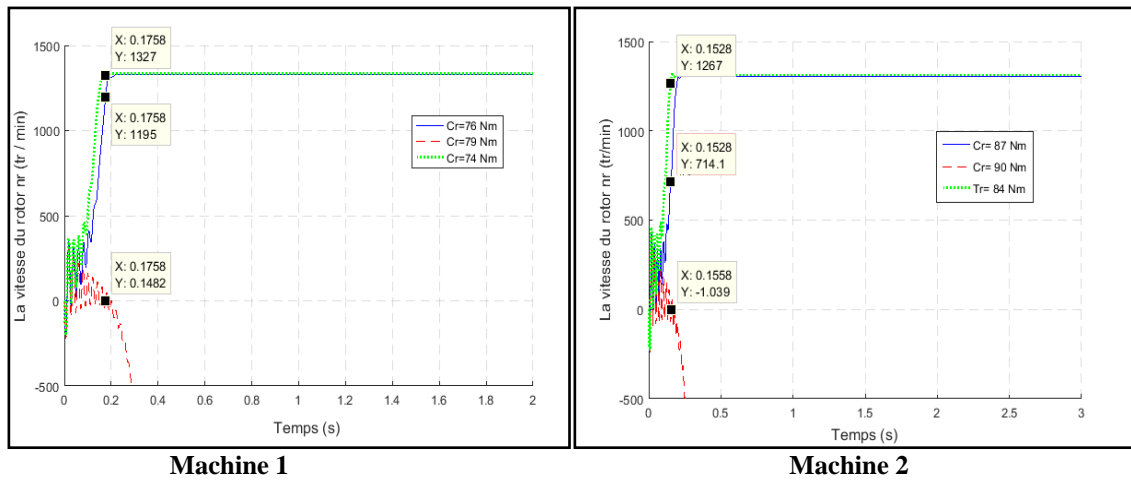 La vitesse du rotor nr (tr / min)
1500
1000
500
0
-500
X: 0.1758
Y: 1327
X: 0.1758
Y: 1195
X: 0.1758
Y: 0.1482
Cr=76 Nm
Cr=79 Nm
Cr=74 Nm
0 0.2 0.4 0.6 0.8 1 1.2 1.4 1.6 1.8 2
Temps (s)
Machine 1
La vitesse du rotor nr (tr/min)
1500
1000
500
0
-500
X: 0.1528
Y: 1267
X: 0.1528
Y: 714.1
X: 0.1558
Y: -1.039
Cr= 87 Nm
Cr= 90 Nm
Tr= 84 Nm
0 0.5 1 1.5 2 2.5 3
Temps (s)
Machine 2